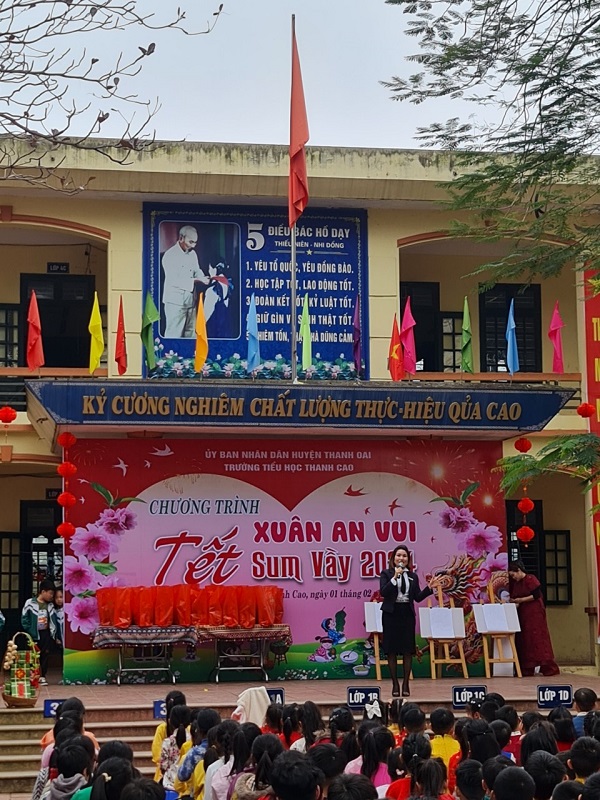 5 ĐIỀU BÁC HỒ DẠY
THIẾU NIÊN - NHI ĐỒNG
1. YÊU TỔ QUỐC, YÊU ĐỒNG BÀO.
2. HỌC TẬP TỐT, LAO ĐỘNG TỐT.
3. ĐOÀN KẾT TỐT, KỶ LUẬT TỐT.
GIỮ GÌN VỆ SINH THẬT TỐT.
KHIÊM TỐN, THẬT THÀ DŨNG CẢM.
KỶ CƯƠNG NGHIÊM CHẤT LƯỢNG THỰC-HIỆU QỦA CAO
ỦY BAN NHÂN DÂN HUYỆN THANH OAI
TRƯỜNG TIỂU HỌC THANH CAO
CHƯƠNG TRÌNH
Tết XUÂN AN VUI
Sum Vầy
Cao, ngày 01 tháng 02
LỚP 1B
LỚP 1C
LỚP 1D